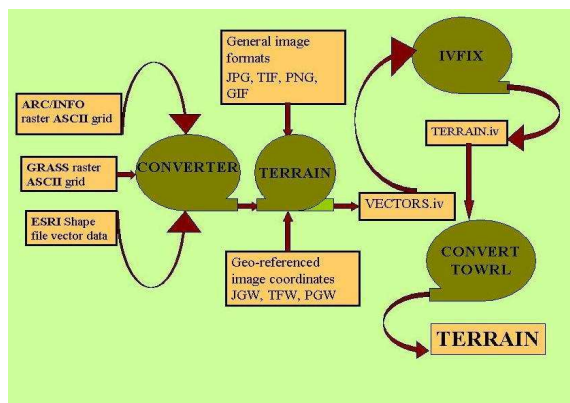 General image
formats
JPG, TIF, PNG,
GIF
IVFIX
ARC/INFO
raster ASCII grid
TERRAIN.iv
CONVERTER
TERRAIN
GRASS raster
ASCII grid
VECTORS.iv
ESRI Shape
file vector data
Geo-referenced
image coordinates
JGW, TFW, PGW
CONVERT
TOWRL
TERRAIN